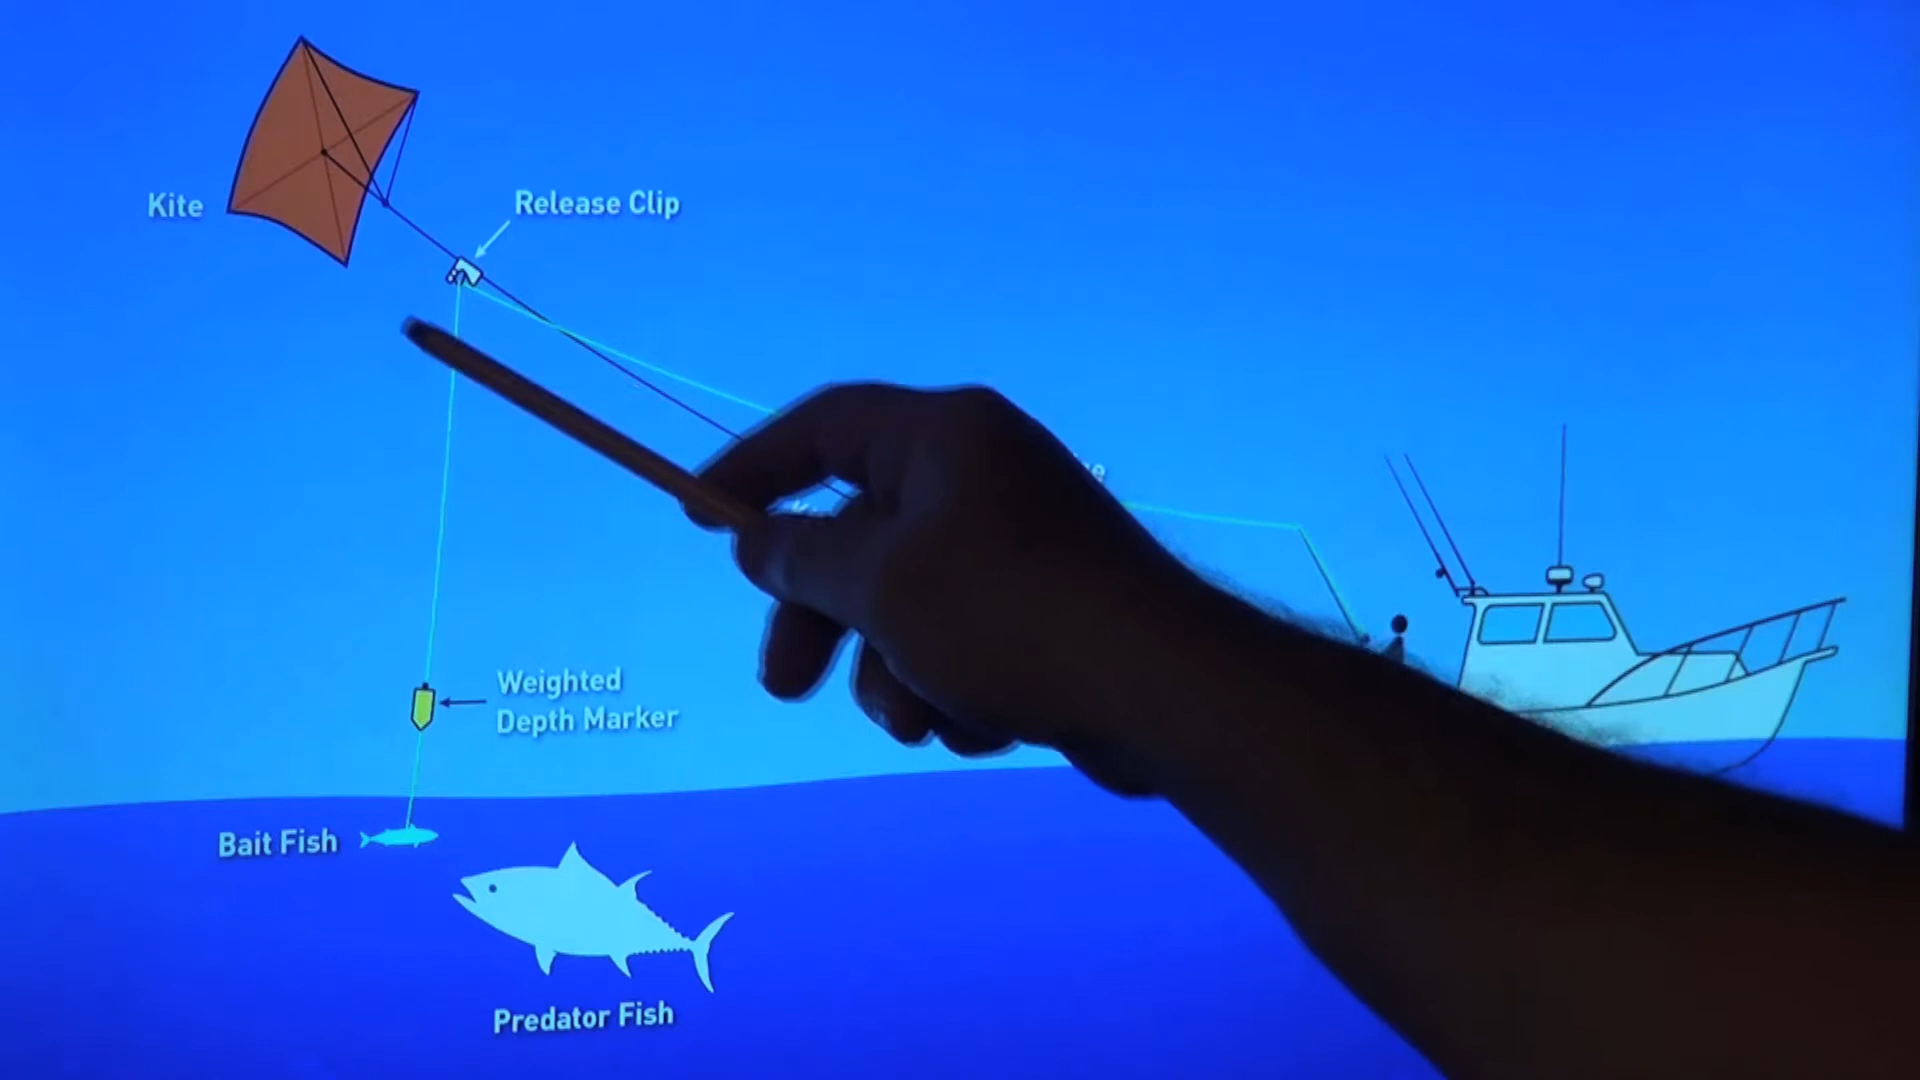 Kite
Release Clip
Weighted
Depth Marker
Bait Fish
Predator Fish